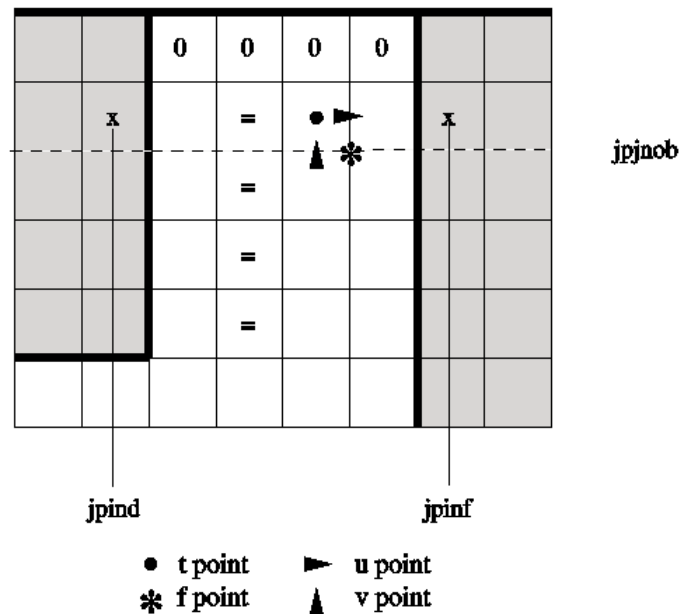 0 0 0 0
x = x
jpjnob
=
=
=
jpind jpinf
t point u point
f point v point